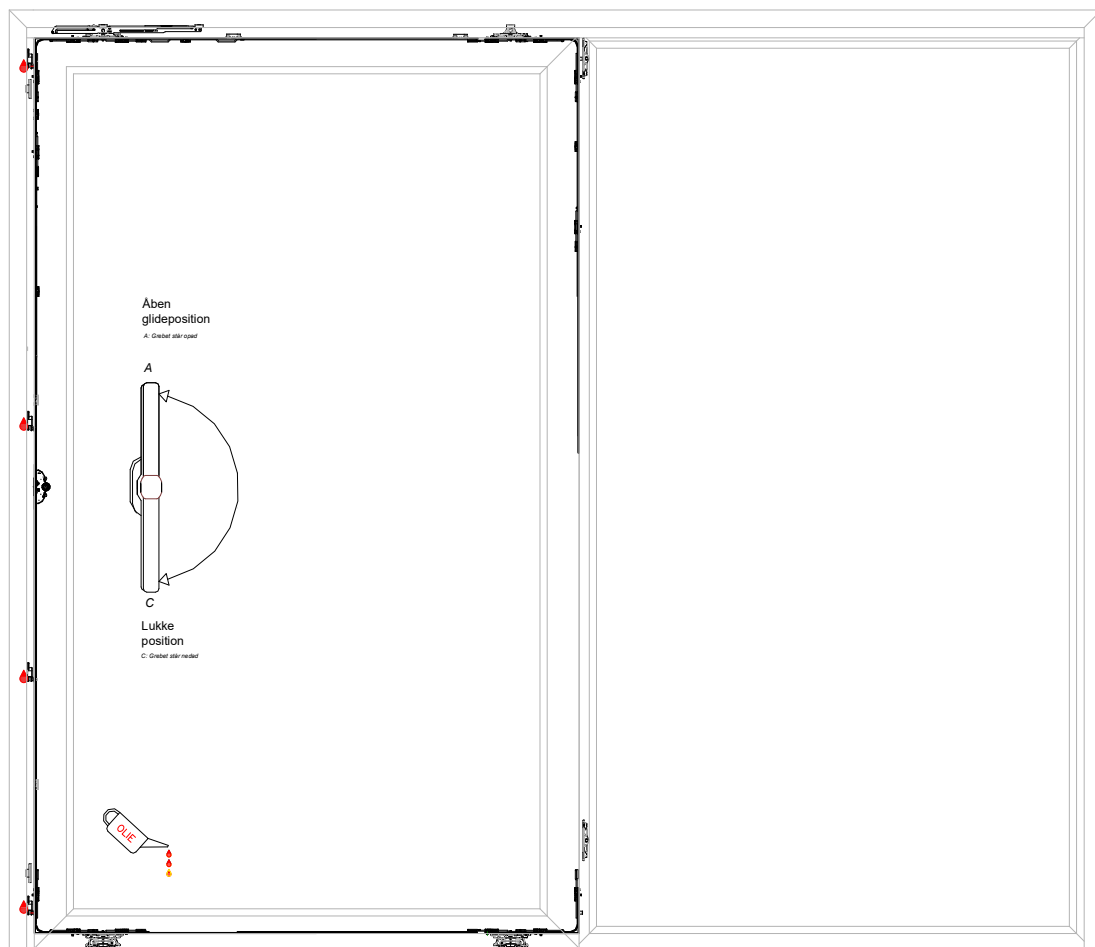 Åben
glideposition
A: Grebet står opad
A
C
Lukke
position
C: Grebet står nedad
OLIE